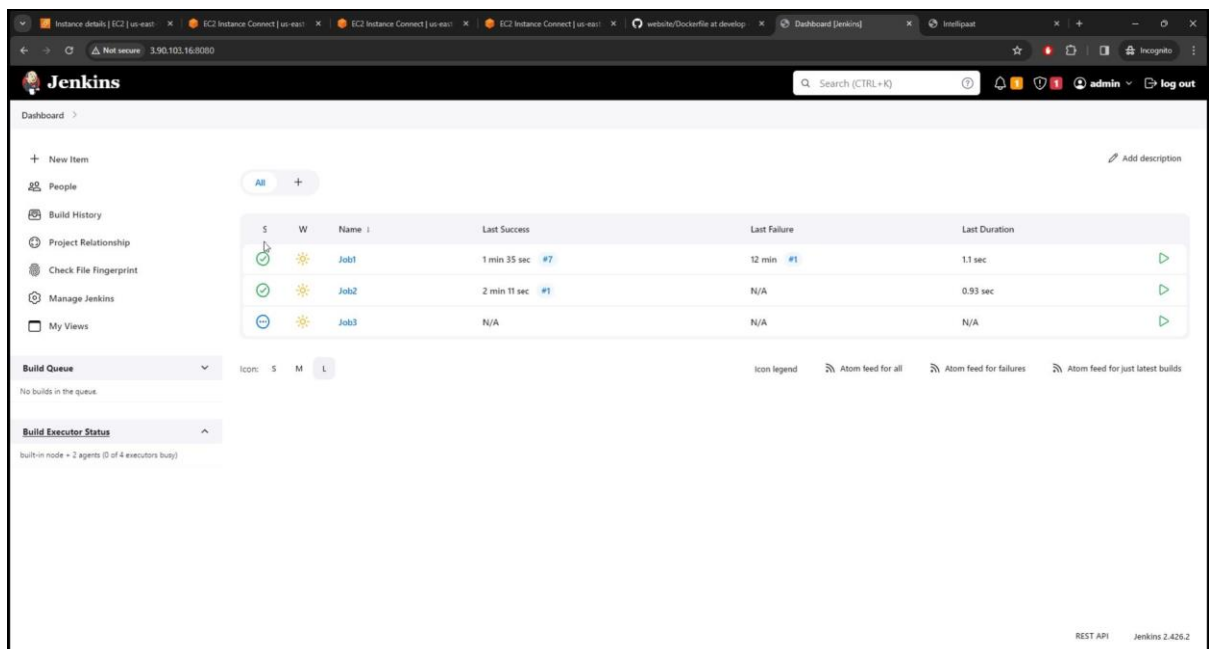 Instance details | EC2 | us-east-
EC2 Instance Connect | us-east-
EC2 Instance Connect | us-east-
EC2 Instance Connect | us-east-
website/Dockerfile at develop
Dashboard [Jenkins]
Intellipaat
Not secure 3.90.103.16:8080
Incognito
Jenkins
Search (CTRL+K)
1
1
admin
log out
Dashboard
New Item
Add description
People
All +
Build History
S W Name ↓ Last Success Last Failure Last Duration
Project Relationship
Job1 1 min 35 sec #7 12 min #1 1.1 sec
Check File Fingerprint
Job2 2 min 11 sec #1 N/A 0.93 sec
Manage Jenkins
Job3 N/A N/A N/A
My Views
Build Queue
Icon: S M L
Icon legend
Atom feed for all
Atom feed for failures
Atom feed for just latest builds
No builds in the queue.
Build Executor Status
built-in node + 2 agents (0 of 4 executors busy)
REST API
Jenkins 2.426.2